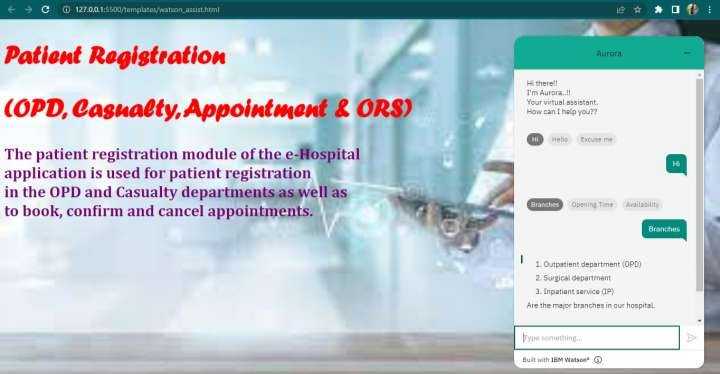 127.0.0.1:5500/templates/watson_assist.html
Patient Registration
(OPD, Casualty, Appointment & ORS)
The patient registration module of the e-Hospital
application is used for patient registration
in the OPD and Casualty departments as well as
to book, confirm and cancel appointments.
Aurora
Hi there!!
I'm Aurora..!!
Your virtual assistant.
How can I help you??
Hi Hello Excuse me
Hi
Branches Opening Time Availability
Branches
1. Outpatient department (OPD)
2. Surgical department
3. Inpatient service (IP)
Are the major branches in our hospital.
Type something...
Built with IBM Watson®